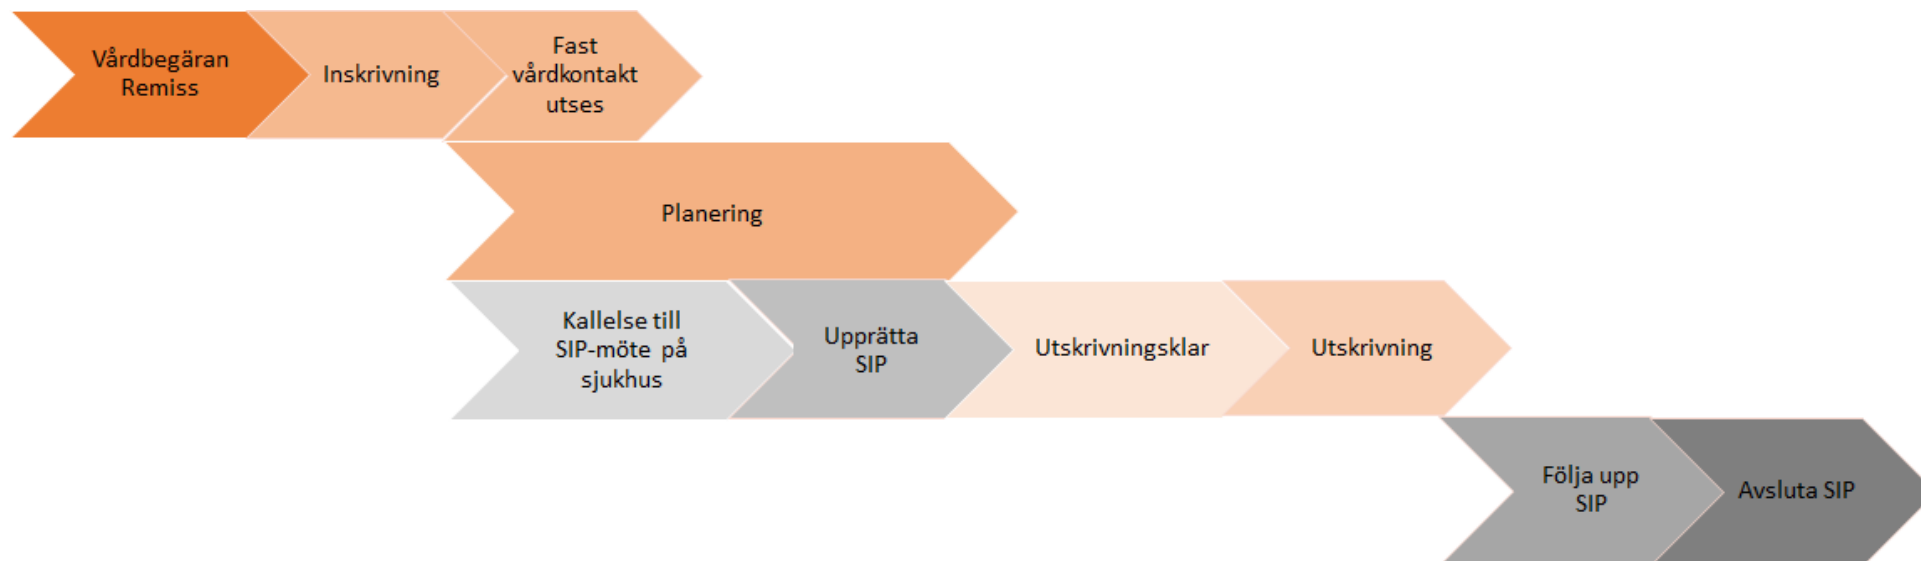 Vårdbegäran
Remiss
Inskrivning
Fast
vårdkontakt
utses
Planering
Kallelse till
SIP-möte på
sjukhus
Upprätta
SIP
Utskrivningsklar
Utskrivning
Följa upp
SIP
Avsluta SIP